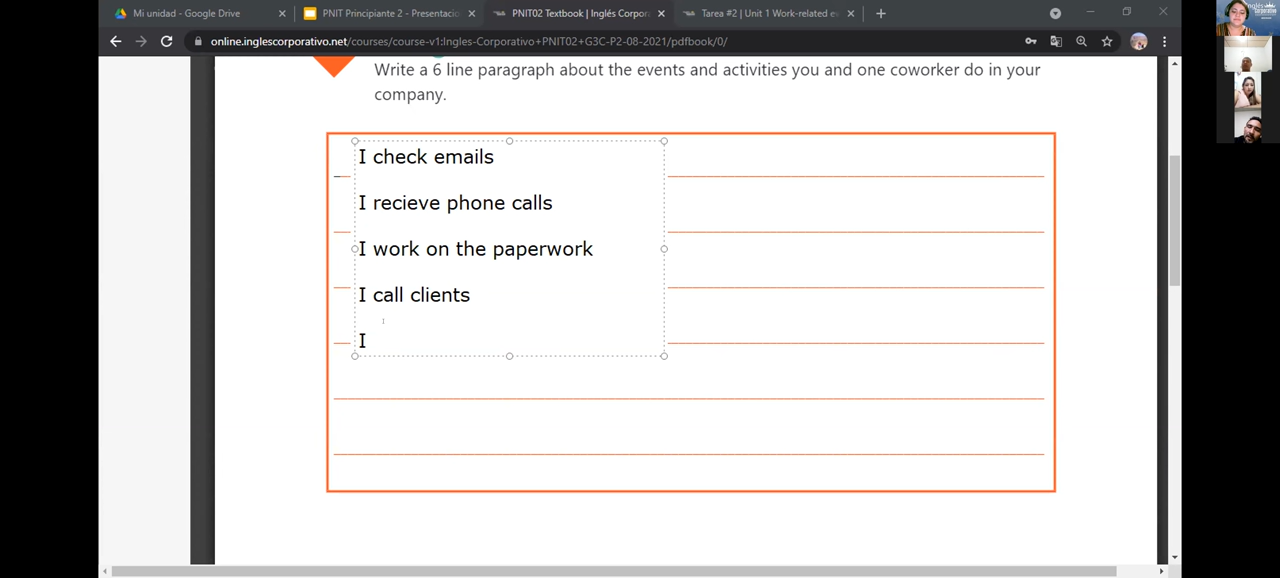 Mi unidad - Google Drive
PNIT Principiante 2 - Presentacio
PNIT02 Textbook | Inglés Corpor
Tarea #2 | Unit 1 Work-related e
online.inglescorporativo.net/courses/course-v1:Ingles-Corporativo+PNIT02+G3C-P2-08-2021/pdfbook/0/
Write a 6 line paragraph about the events and activities you and one coworker do in your
company.
I check emails
I recieve phone calls
I work on the paperwork
I call clients
I